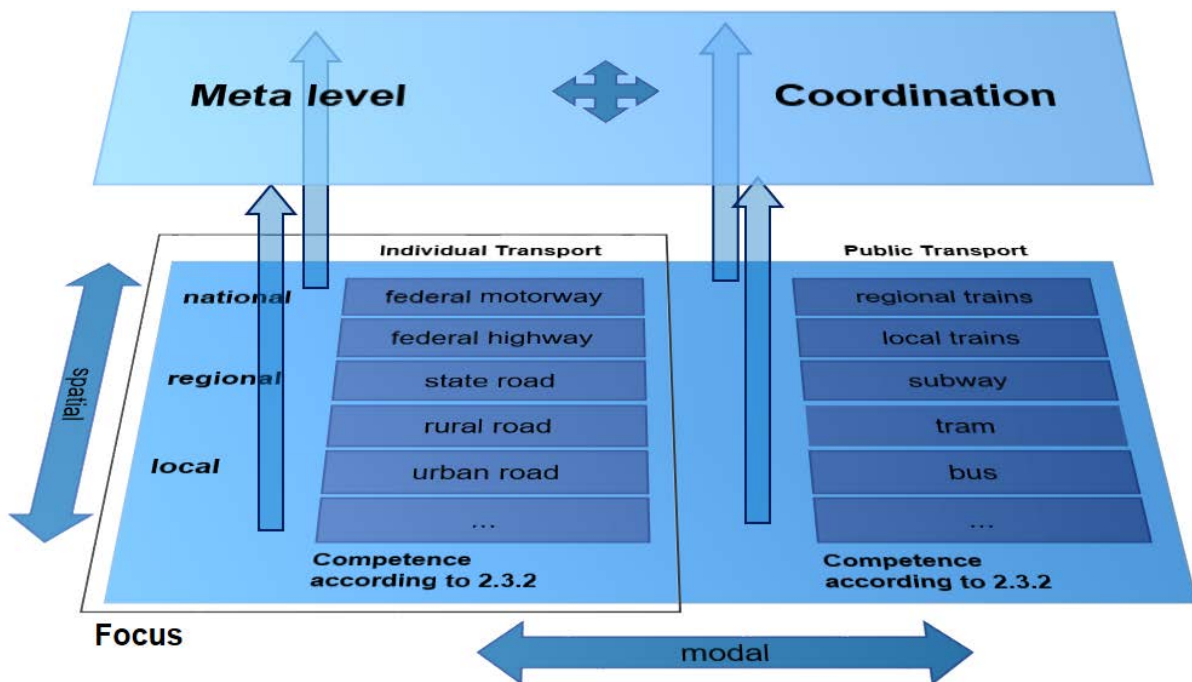 Meta level
Coordination
Individual Transport
Public Transport
national
federal motorway
regional trains
federal highway
local trains
regional
state road
subway
spatial
rural road
tram
local
urban road
bus
...
...
Competence
according to 2.3.2
Competence
according to 2.3.2
Focus
modal